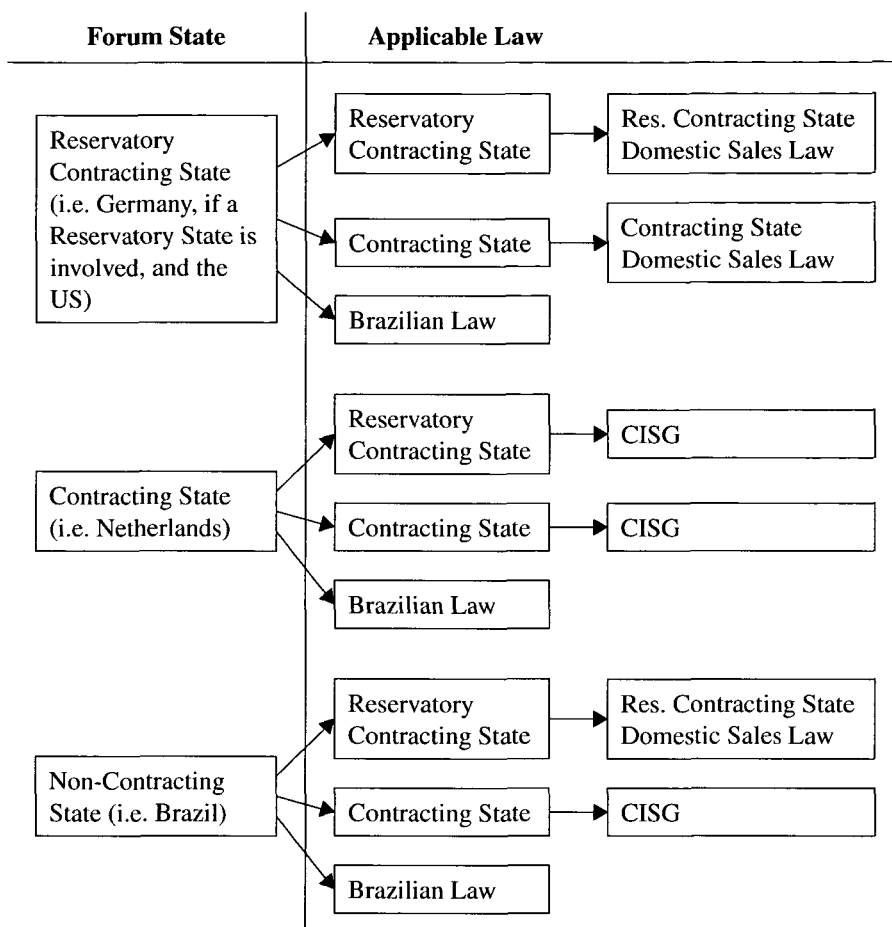 Forum State
Applicable Law
Reservatory
Contracting State
(i.e. Germany, if a
Reservatory State is
involved, and the
US)
Reservatory
Contracting State
Res. Contracting State
Domestic Sales Law
Contracting State
Contracting State
Domestic Sales Law
Brazilian Law
Contracting State
(i.e. Netherlands)
Reservatory
Contracting State
CISG
Contracting State
CISG
Brazilian Law
Non-Contracting
State (i.e. Brazil)
Reservatory
Contracting State
Res. Contracting State
Domestic Sales Law
Contracting State
CISG
Brazilian Law